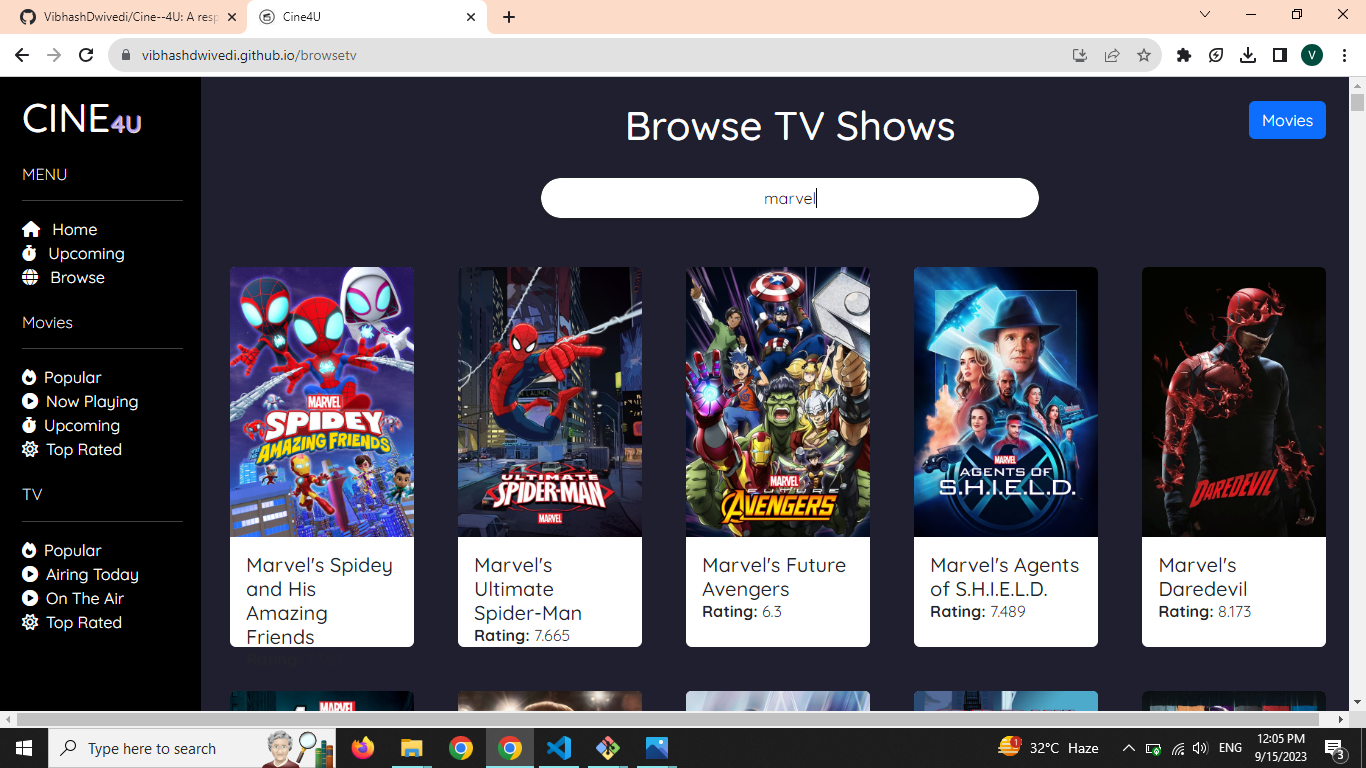 VibhashDwivedi/Cine--4U: A resp
Cine4U
vibhashdwivedi.github.io/browsetv
V
CINE4U
MENU
Home
Upcoming
Browse
Movies
Popular
Now Playing
Upcoming
Top Rated
TV
Popular
Airing Today
On The Air
Top Rated
Browse TV Shows
Movies
marvel
MARVEL
SPIDEY
AMAZING FRIENDS
ULTIMATE
SPIDER-MAN
MARVEL
MARVEL
FUTURE
AVENGERS
MARVEL
AGENTS OF
S.H.I.E.L.D.
DAREDEVIL
Marvel's Spidey
and His
Amazing
Friends
Rating:
Marvel's
Ultimate
Spider-Man
Rating: 7.665
Marvel's Future
Avengers
Rating: 6.3
Marvel's Agents
of S.H.I.E.L.D.
Rating: 7.489
Marvel's
Daredevil
Rating: 8.173
MARVEL
Type here to search
1
32°C Haze
ENG
12:05 PM
9/15/2023
3